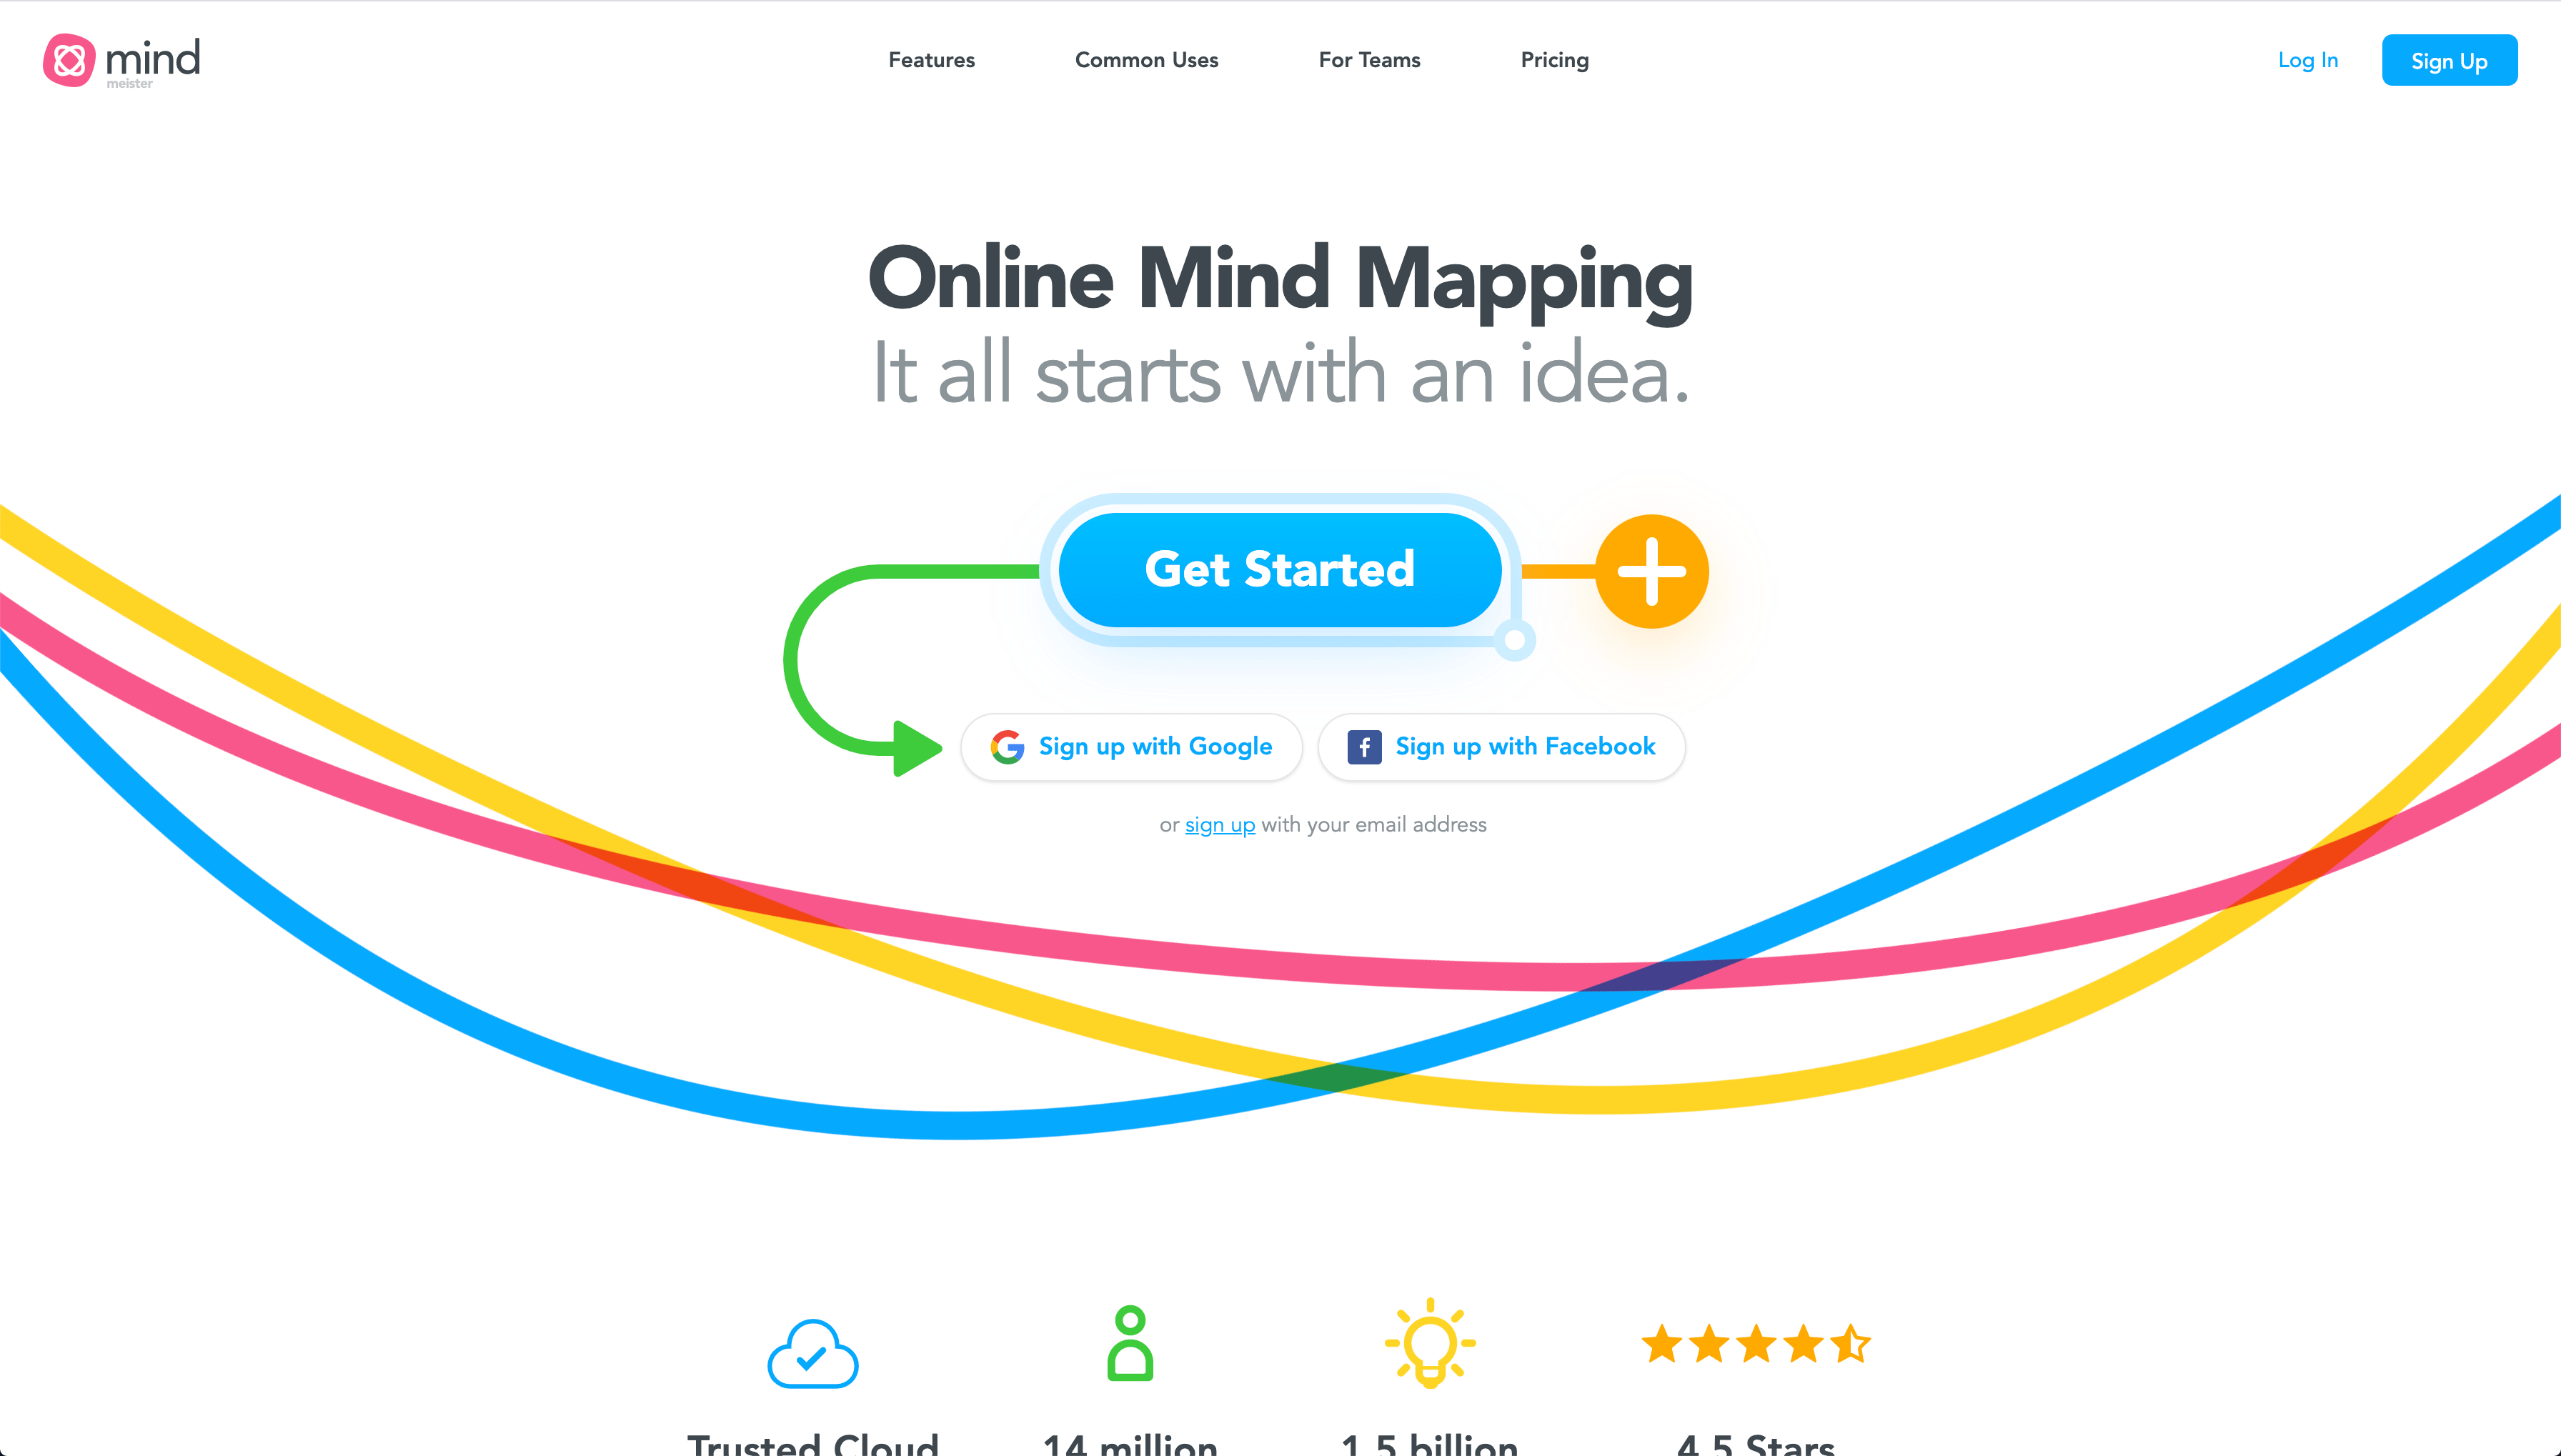 mind
meister
Features
Common Uses
For Teams
Pricing
Log In
Sign Up
Online Mind Mapping
It all starts with an idea.
Get Started
Sign up with Google
Sign up with Facebook
or sign up with your email address
Trusted Cloud
14 million
1.5 billion
4.5 Stars